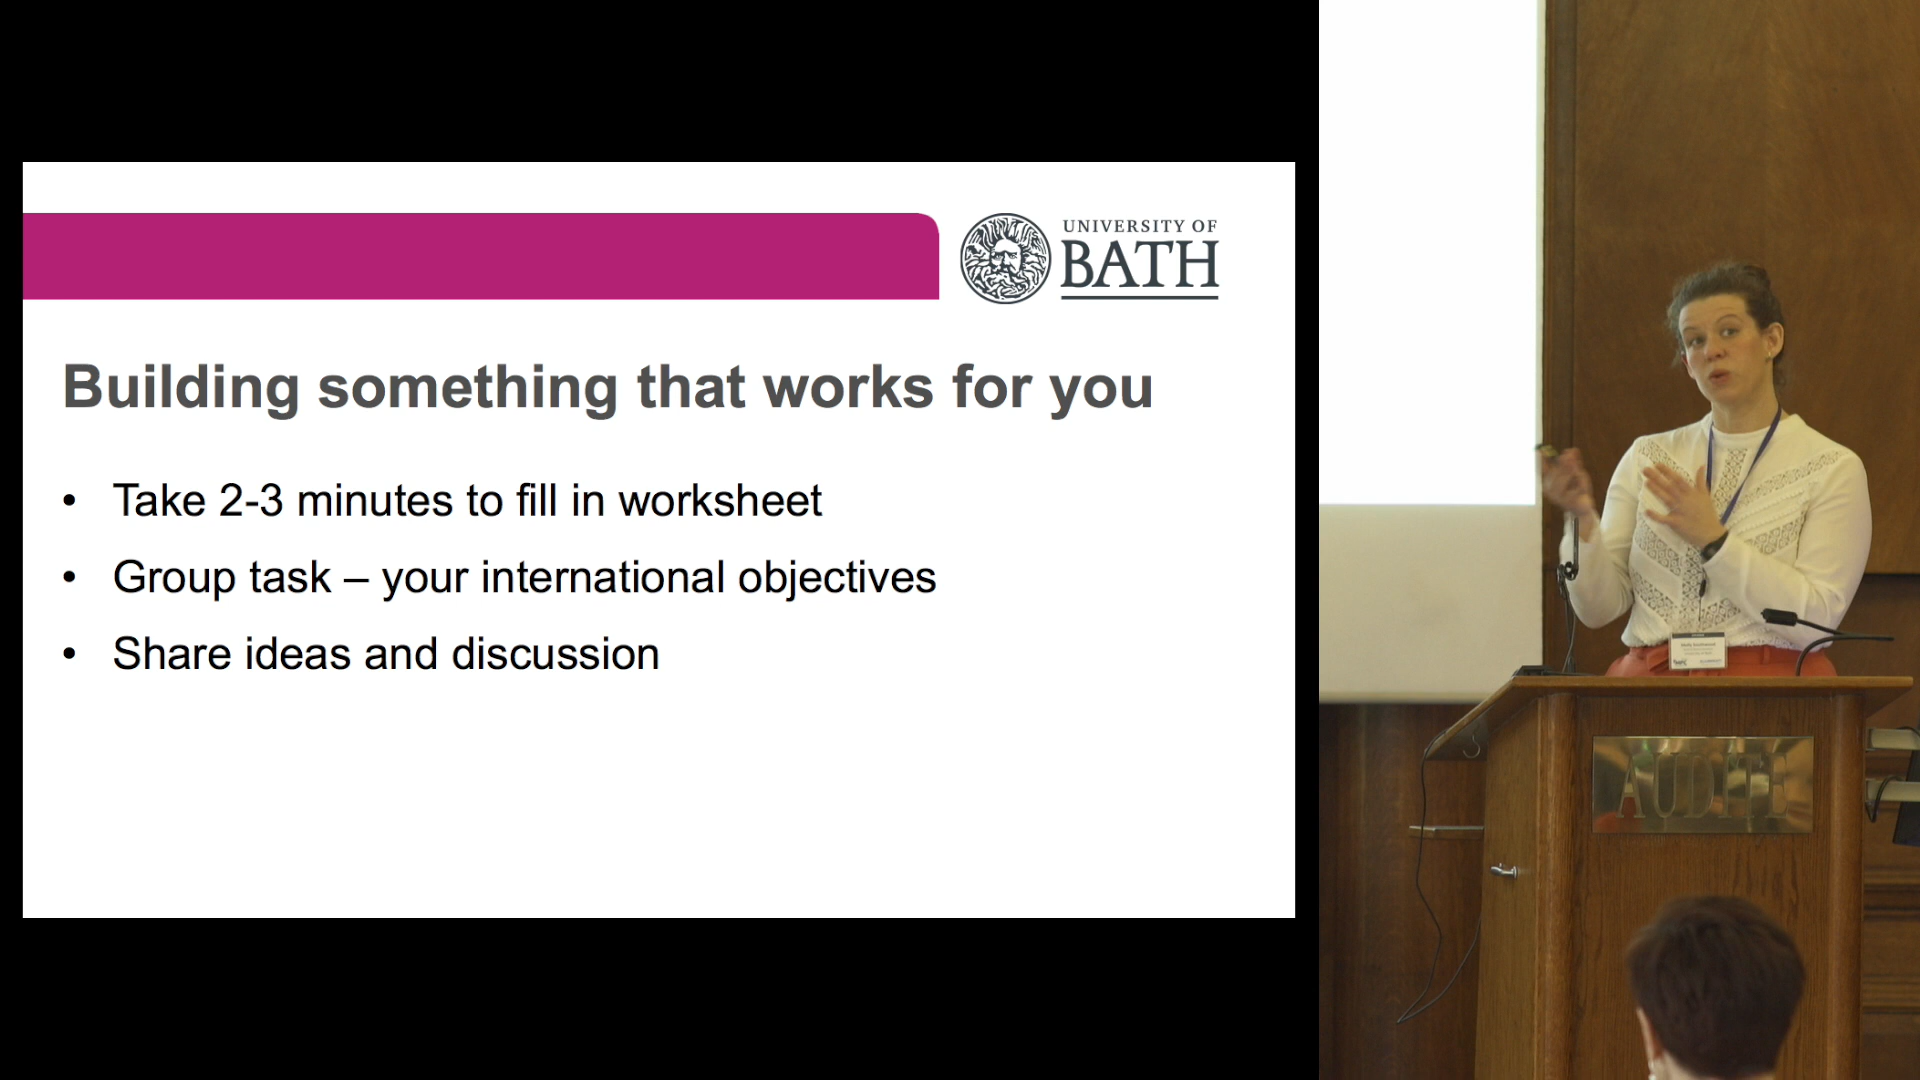 UNIVERSITY OF
BATH
Building something that works for you
• Take 2-3 minutes to fill in worksheet
• Group task – your international objectives
• Share ideas and discussion
AUDITE